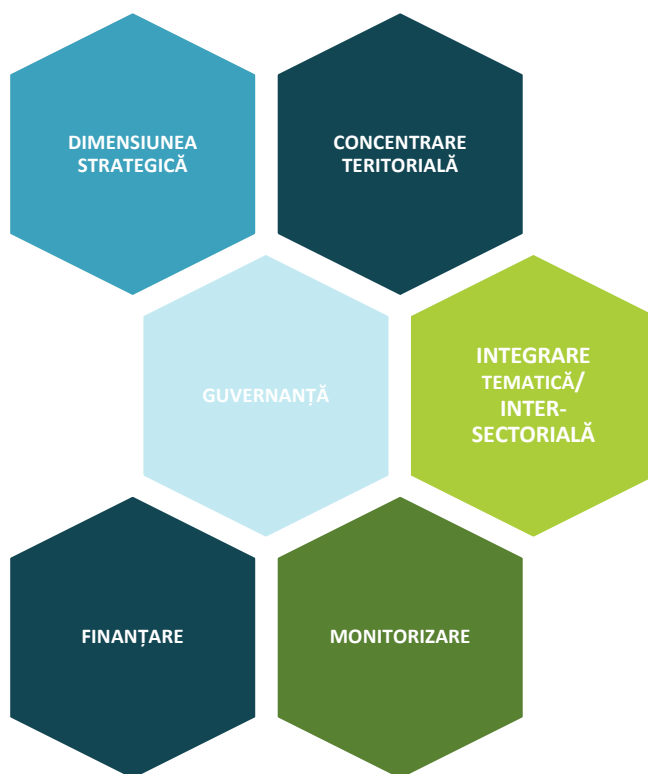 DIMENSIUNEA
STRATEGICĂ
CONCENTRARE
TERITORIALĂ
GUVERNANȚĂ
INTEGRARE
TEMATICĂ/
INTER-
SECTORIALĂ
FINANȚARE
MONITORIZARE